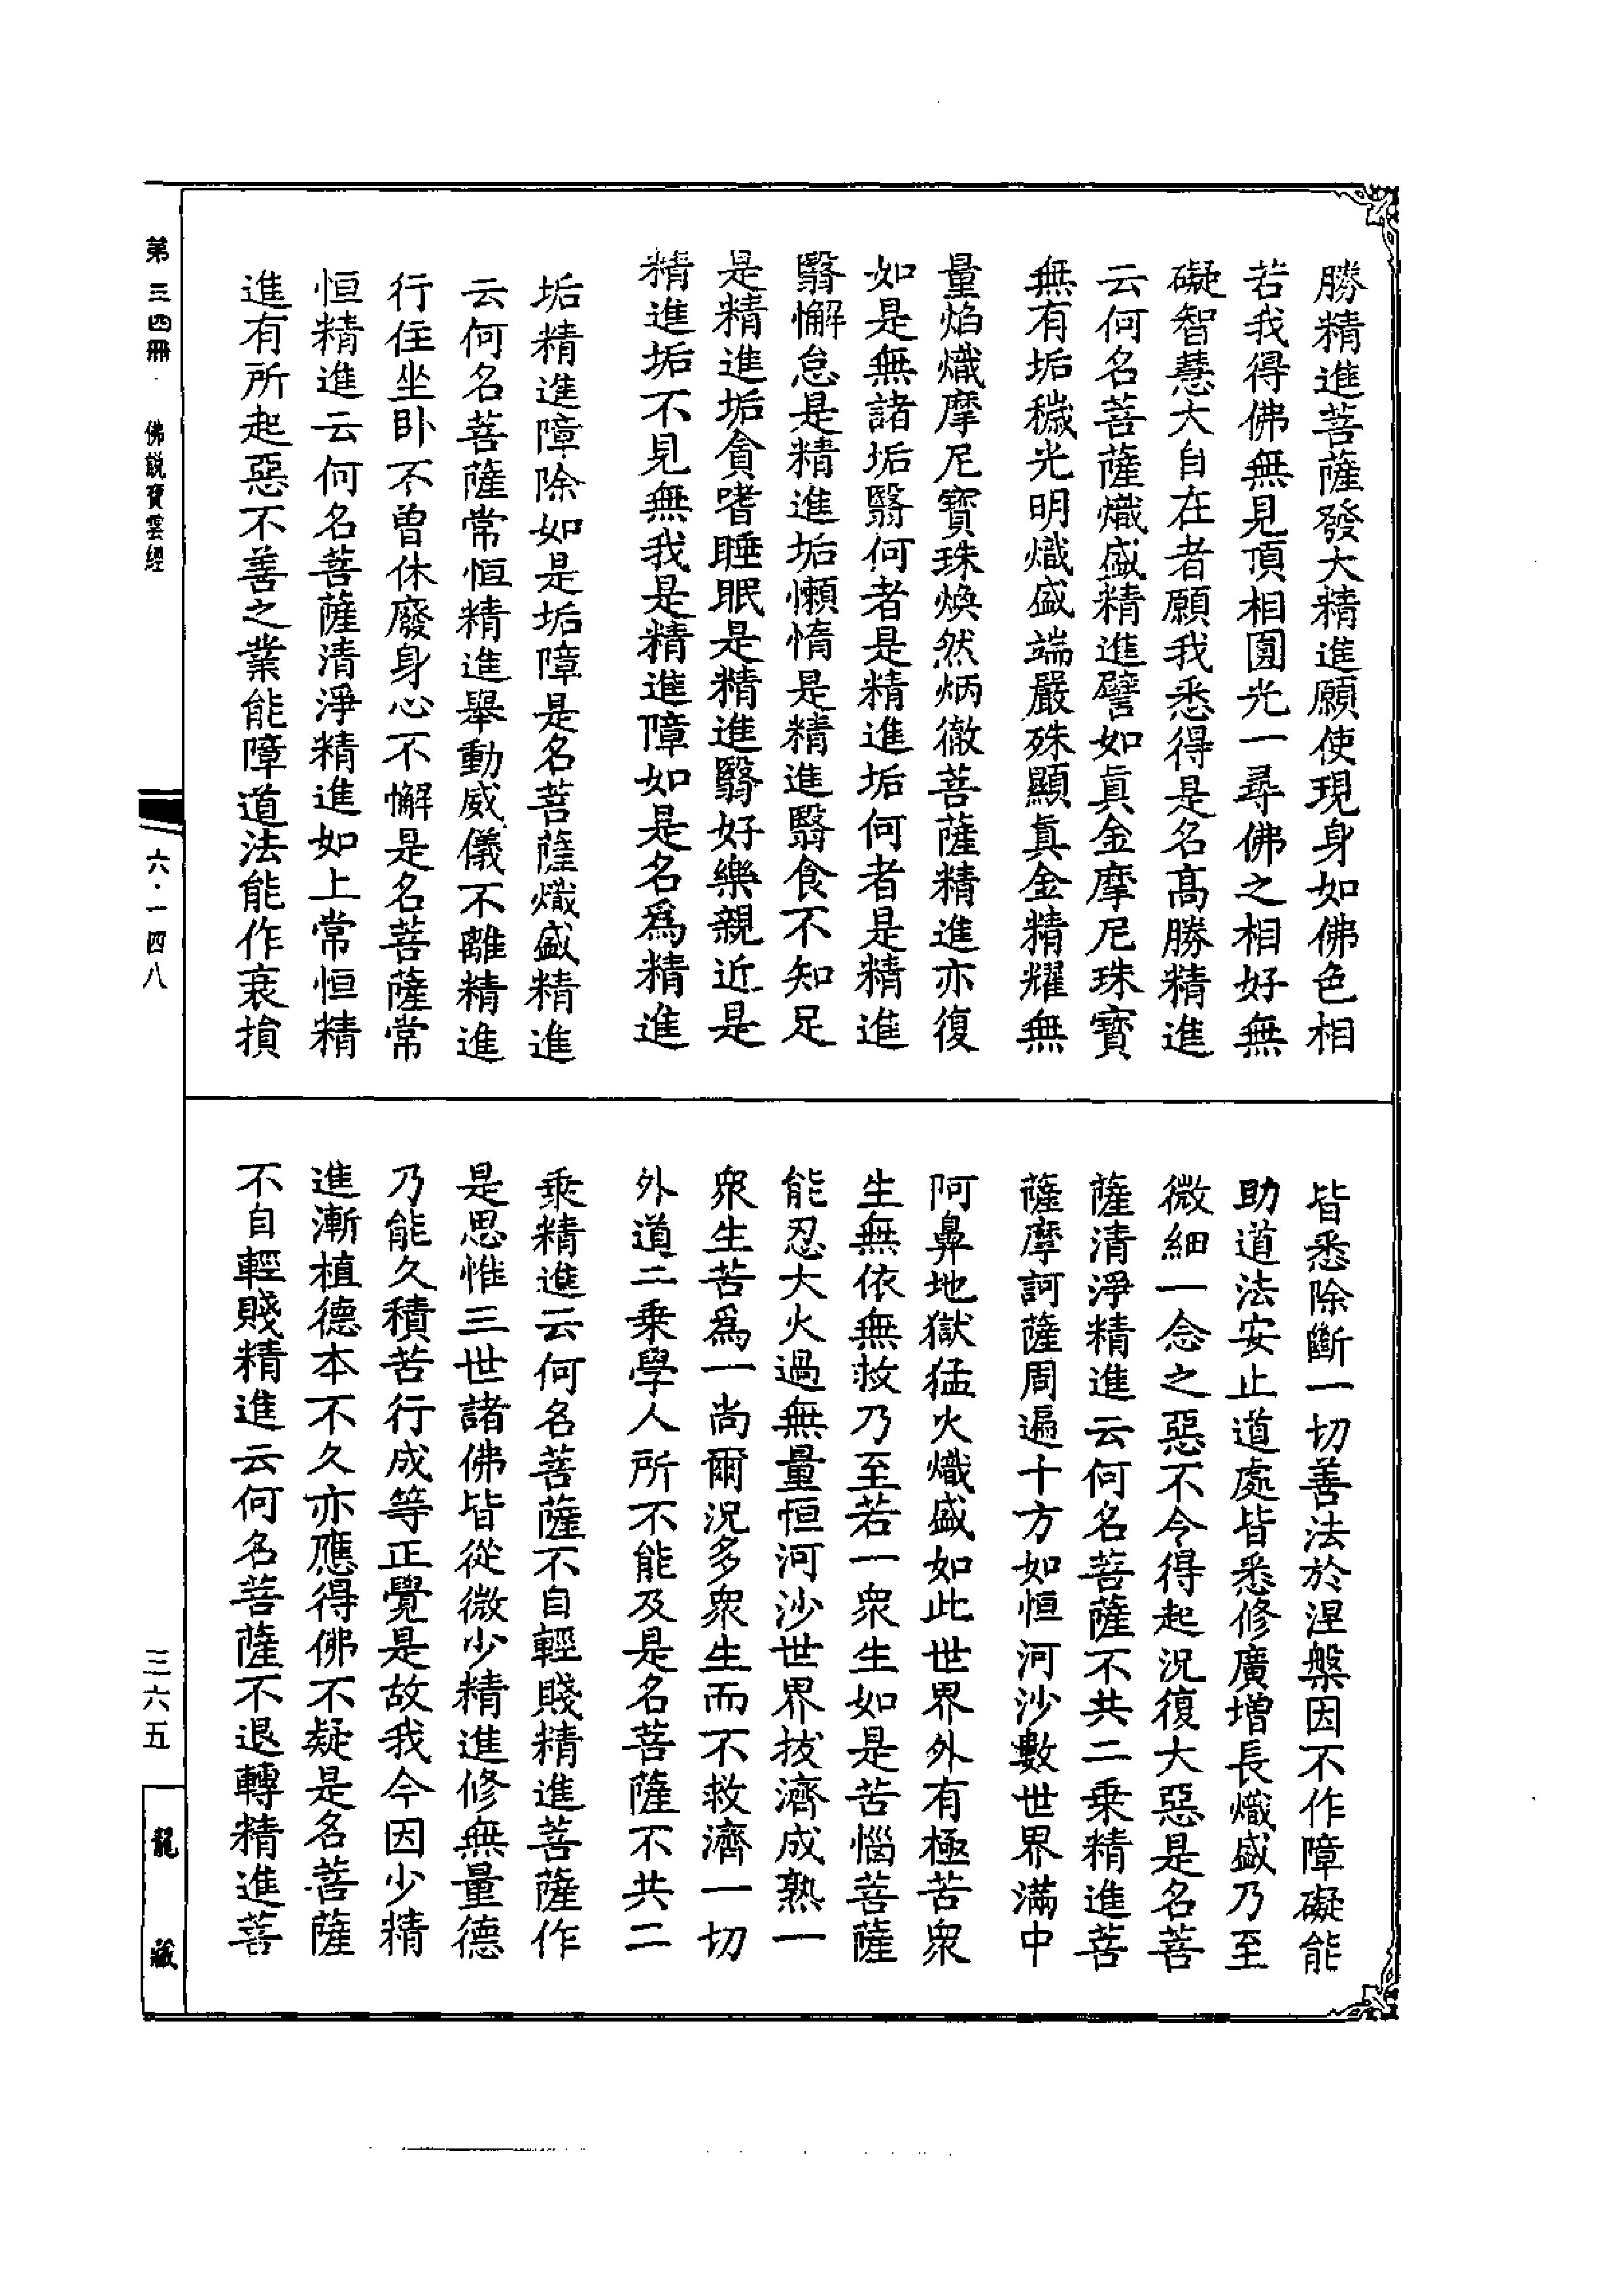 勝精進菩薩發大精進願使現身如佛色相
若我得佛無見頂相圓光一尋佛之相好無
礙智慧大自在者願我悉得是名高勝精進
云何名菩薩熾盛精進譬如眞金摩尼珠寶
無有垢穢光明熾盛端嚴殊顯眞金精耀無
量焰熾摩尼寶珠煥然炳徹菩薩精進亦復
如是無諸垢翳何者是精進垢何者是精進
翳懈怠是精進垢懶惰是精進翳食不知足
是精進垢貪嗜睡眠是精進翳好樂親近是
精進垢不見無我是精進障如是名爲精進
垢精進障除如是垢障是名菩薩熾盛精進
云何名菩薩常恒精進舉動威儀不離精進
行住坐卧不曽休廢身心不懈是名菩薩常
恒精進云何名菩薩清淨精進如上常恒精
進有所起惡不善之業能障道法能作衰損
皆悉除斷一切善法於涅槃因不作障礙能
助道法安止道處皆悉修廣增長熾盛乃至
微細一念之惡不令得起況復大惡是名菩
薩清淨精進云何名菩薩不共二乗精進菩
薩摩訶薩周遍十方如恒河沙數世界滿中
阿鼻地獄猛火熾盛如此世界外有極苦衆
生無依無救乃至若一衆生如是苦惱菩薩
能忍大火過無量恒河沙世界拔濟成熟一
衆生苦爲一尚爾況多衆生而不救濟一切
外道二乗學人所不能及是名菩薩不共二
乗精進云何名菩薩不自輕賤精進菩薩作
是思惟三世諸佛皆從微少精進修無量德
乃能久積苦行成等正覺是故我今因少精
進漸植德本不久亦應得佛不疑是名菩薩
不自輕賤精進云何名菩薩不退轉精進菩
第三四冊　佛説寶雲經
六·一四八
三六五
龍藏